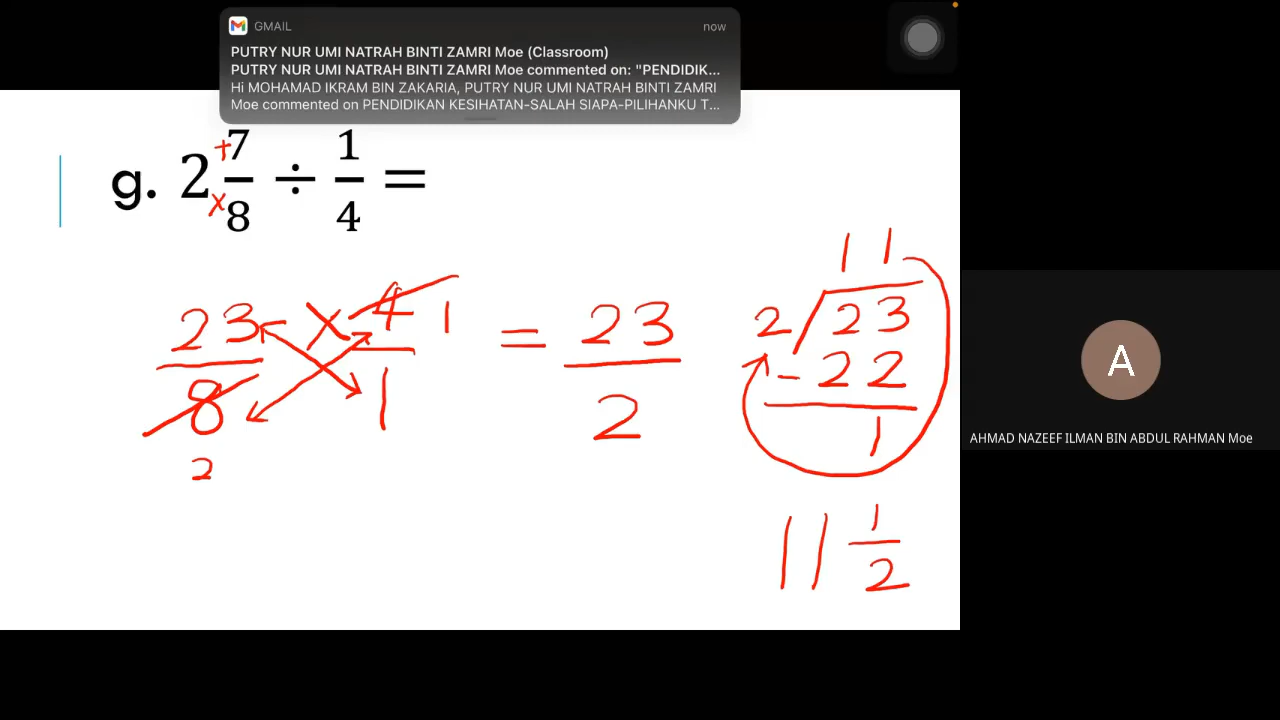 GMAIL now
PUTRY NUR UMI NATRAH BINTI ZAMRI Moe (Classroom)
PUTRY NUR UMI NATRAH BINTI ZAMRI Moe commented on: "PENDIDIK...
Hi MOHAMAD IKRAM BIN ZAKARIA, PUTRY NUR UMI NATRAH BINTI ZAMRI
Moe commented on PENDIDIKAN KESIHATAN-SALAH SIAPA-PILIHANKU T...
g. 2 7/8 ÷ 1/4 =
+
x
23/8 x 4/1 = 23/2
1
2
11
2 23
- 22
1
11 1/2
A
AHMAD NAZEEF ILMAN BIN ABDUL RAHMAN Moe